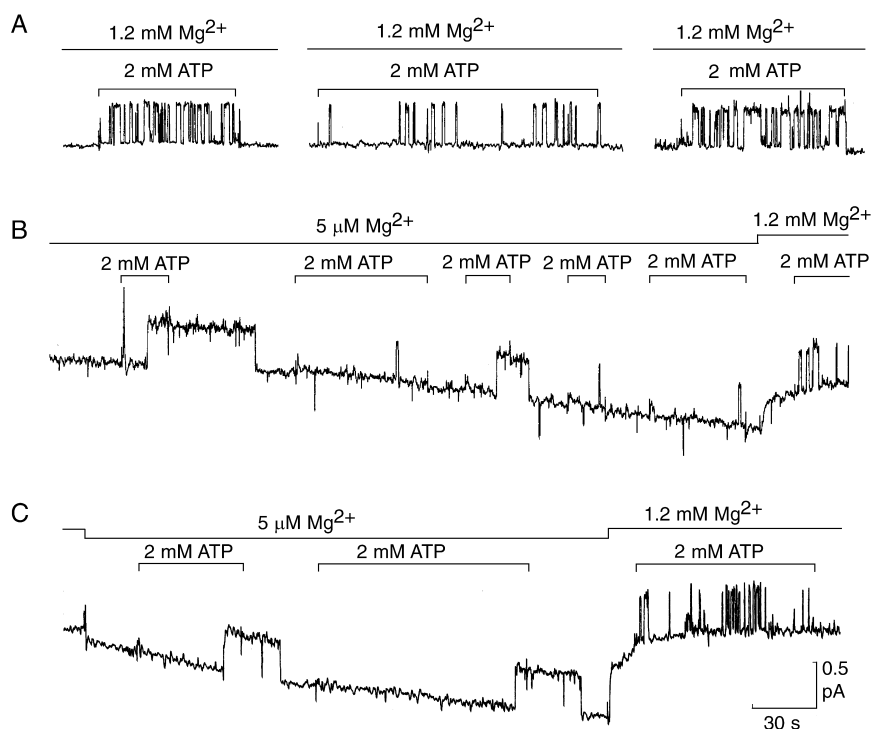 A
1.2 mM Mg2+ 1.2 mM Mg2+ 1.2 mM Mg2+
2 mM ATP 2 mM ATP 2 mM ATP
B
5 μM Mg2+ 1.2 mM Mg2+
2 mM ATP 2 mM ATP 2 mM ATP 2 mM ATP 2 mM ATP 2 mM ATP
C
5 μM Mg2+ 1.2 mM Mg2+
2 mM ATP 2 mM ATP 2 mM ATP
0.5
pA
30 s